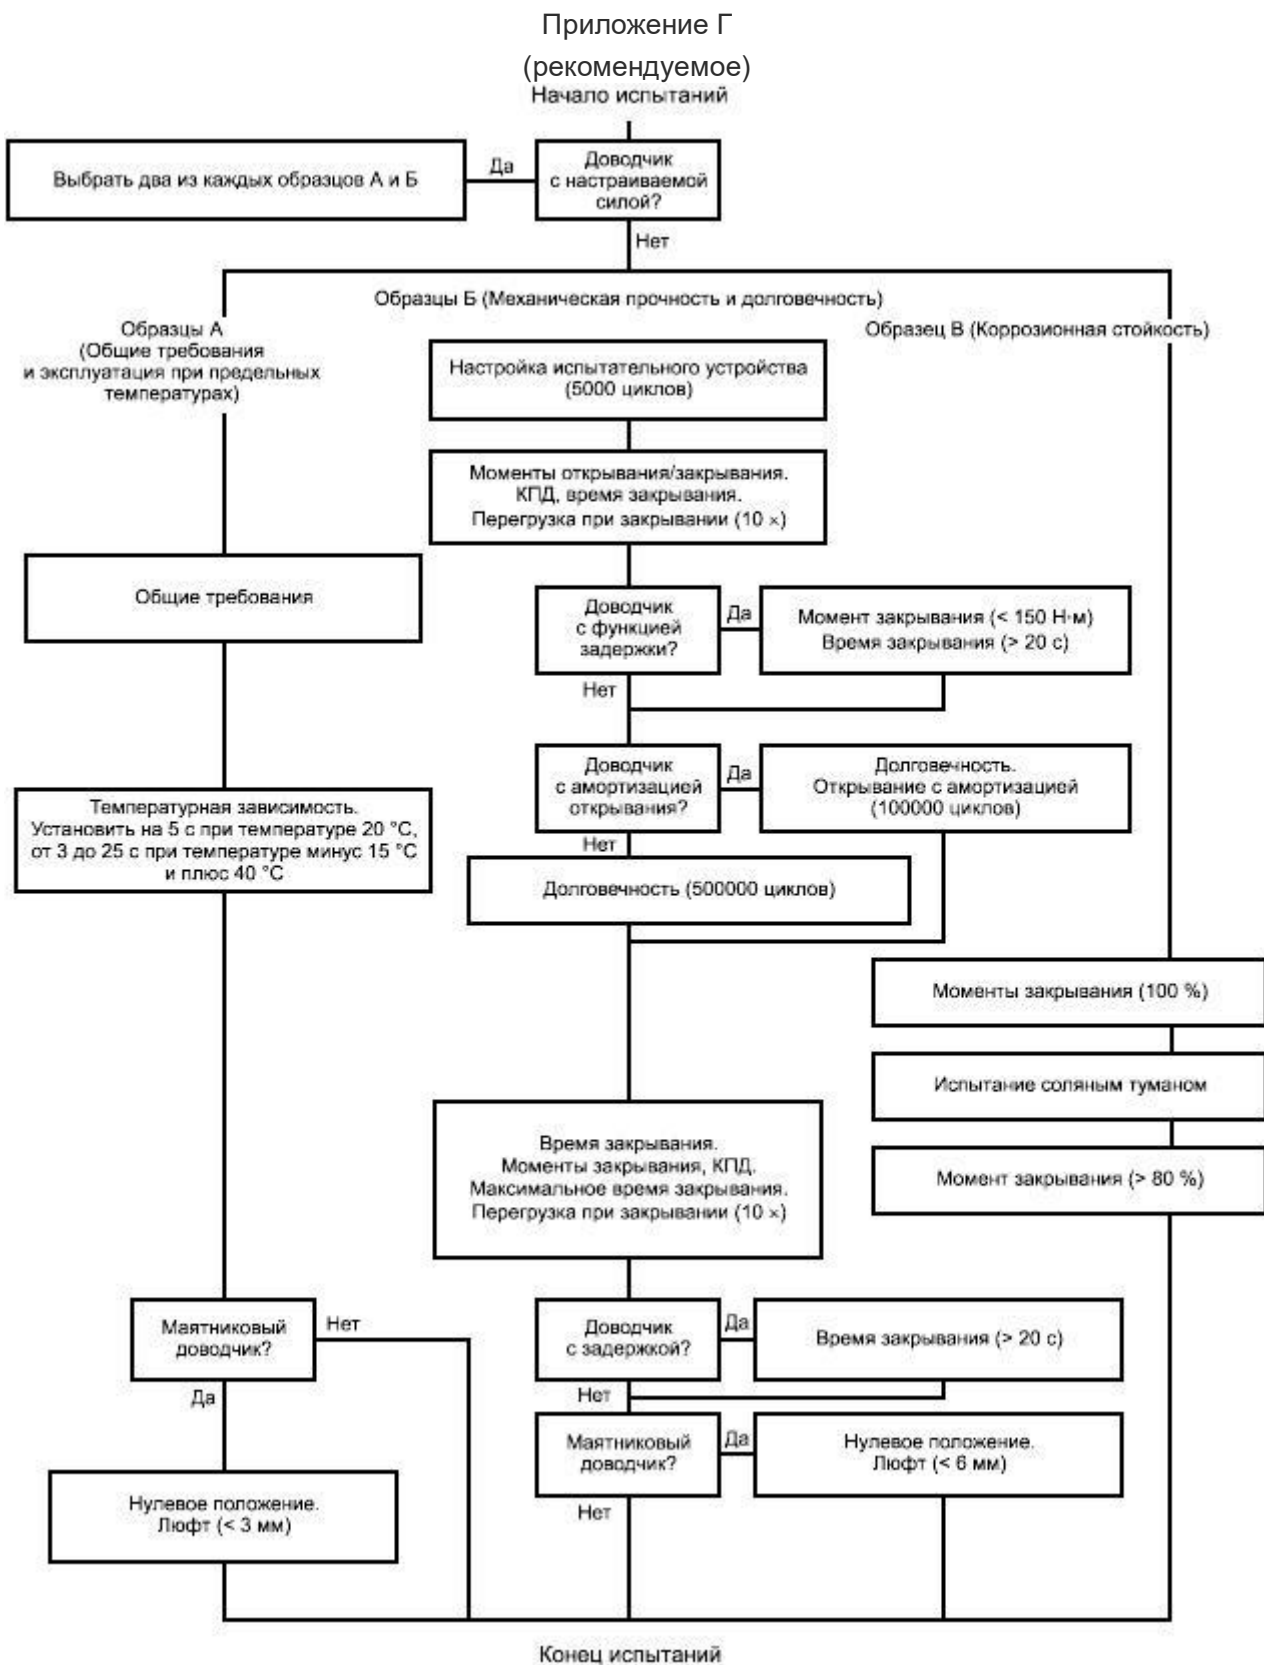 Приложение Г
(рекомендуемое)
Начало испытаний
Выбрать два из каждых образцов А и Б
Да
Доводчик
с настраиваемой
силой?
Нет
Образцы Б (Механическая прочность и долговечность)
Образцы А
(Общие требования
и эксплуатация при предельных
температурах)
Образец В (Коррозионная стойкость)
Настройка испытательного устройства
(5000 циклов)
Моменты открывания/закрывания.
КПД, время закрывания.
Перегрузка при закрывании (10 ×)
Общие требования
Доводчик
с функцией
задержки?
Да
Момент закрывания (< 150 Н·м)
Время закрывания (> 20 с)
Нет
Доводчик
с амортизацией
открывания?
Да
Долговечность.
Открывание с амортизацией
(100000 циклов)
Нет
Температурная зависимость.
Установить на 5 с при температуре 20 °С,
от 3 до 25 с при температуре минус 15 °С
и плюс 40 °С
Долговечность (500000 циклов)
Моменты закрывания (100 %)
Испытание соляным туманом
Момент закрывания (> 80 %)
Время закрывания.
Моменты закрывания, КПД.
Максимальное время закрывания.
Перегрузка при закрывании (10 ×)
Маятниковый
доводчик?
Нет
Да
Доводчик
с задержкой?
Да
Время закрывания (> 20 с)
Нет
Маятниковый
доводчик?
Да
Нулевое положение.
Люфт (< 6 мм)
Нет
Нулевое положение.
Люфт (< 3 мм)
Конец испытаний